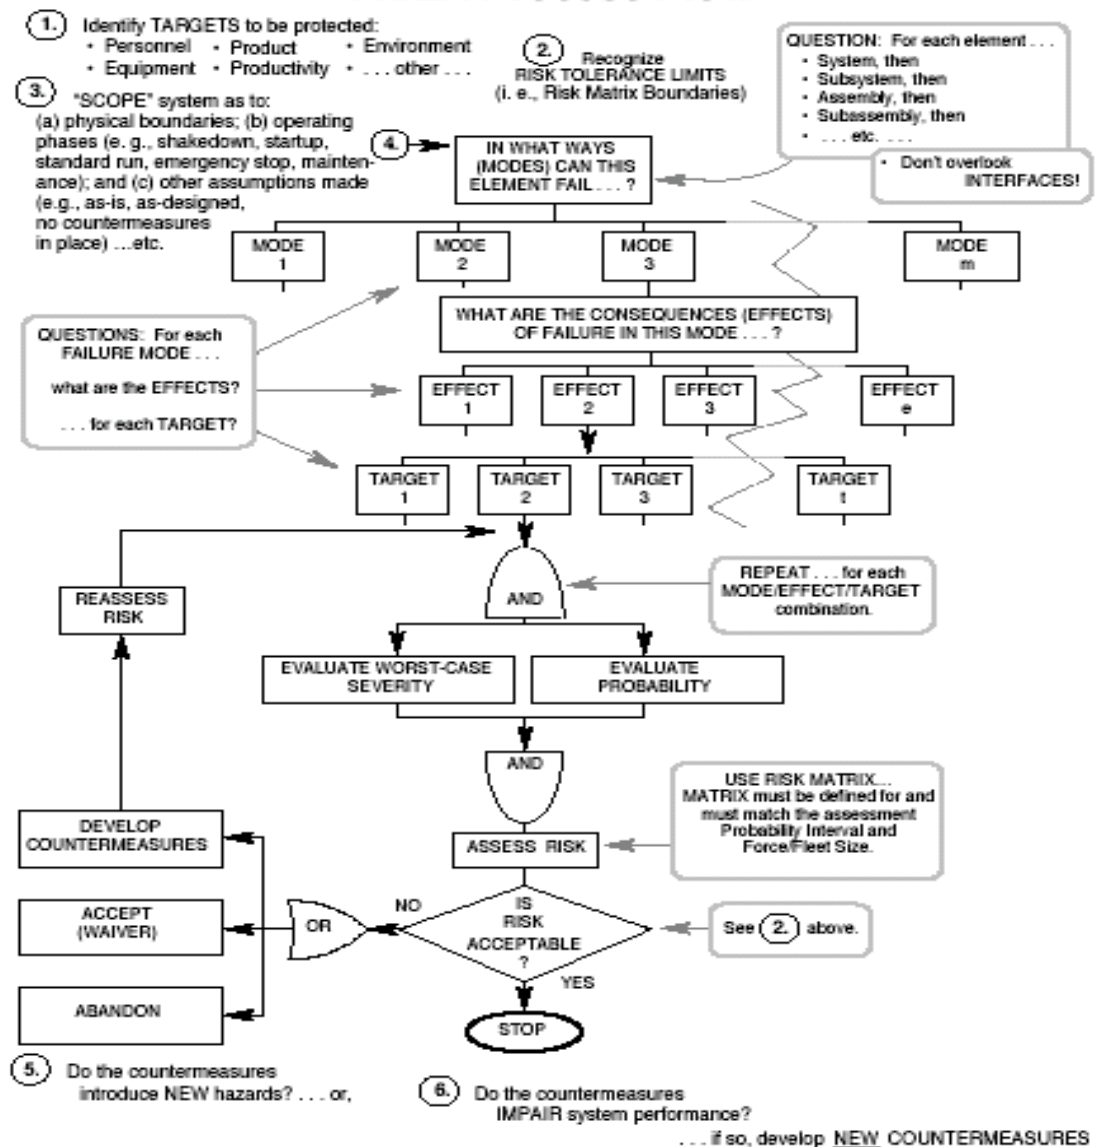 1. Identify TARGETS to be protected:
• Personnel • Product • Environment
• Equipment • Productivity • . . . other . . .
2. Recognize
RISK TOLERANCE LIMITS
(i. e., Risk Matrix Boundaries)
QUESTION: For each element . . .
• System, then
• Subsystem, then
• Assembly, then
• Subassembly, then
• . . . etc. . . .
• Don't overlook
INTERFACES!
3. "SCOPE" system as to:
(a) physical boundaries; (b) operating
phases (e. g., shakedown, startup,
standard run, emergency stop, mainten-
ance); and (c) other assumptions made
(e.g., as-is, as-designed,
no countermeasures
in place) ...etc.
4.
IN WHAT WAYS
(MODES) CAN THIS
ELEMENT FAIL . . . ?
MODE
1
MODE
2
MODE
3
MODE
m
WHAT ARE THE CONSEQUENCES (EFFECTS)
OF FAILURE IN THIS MODE . . . ?
QUESTIONS: For each
FAILURE MODE . . .
what are the EFFECTS?
. . . for each TARGET?
EFFECT
1
EFFECT
2
EFFECT
3
EFFECT
e
TARGET
1
TARGET
2
TARGET
3
TARGET
t
AND
REPEAT . . . for each
MODE/EFFECT/TARGET
combination.
REASSESS
RISK
EVALUATE WORST-CASE
SEVERITY
EVALUATE
PROBABILITY
AND
USE RISK MATRIX...
MATRIX must be defined for and
must match the assessment
Probability Interval and
Force/Fleet Size.
DEVELOP
COUNTERMEASURES
ASSESS RISK
ACCEPT
(WAIVER)
OR
NO
IS
RISK
ACCEPTABLE
?
See 2. above.
YES
ABANDON
STOP
5. Do the countermeasures
introduce NEW hazards? . . . or,
6. Do the countermeasures
IMPAIR system performance?
. . . if so, develop NEW COUNTERMEASURES